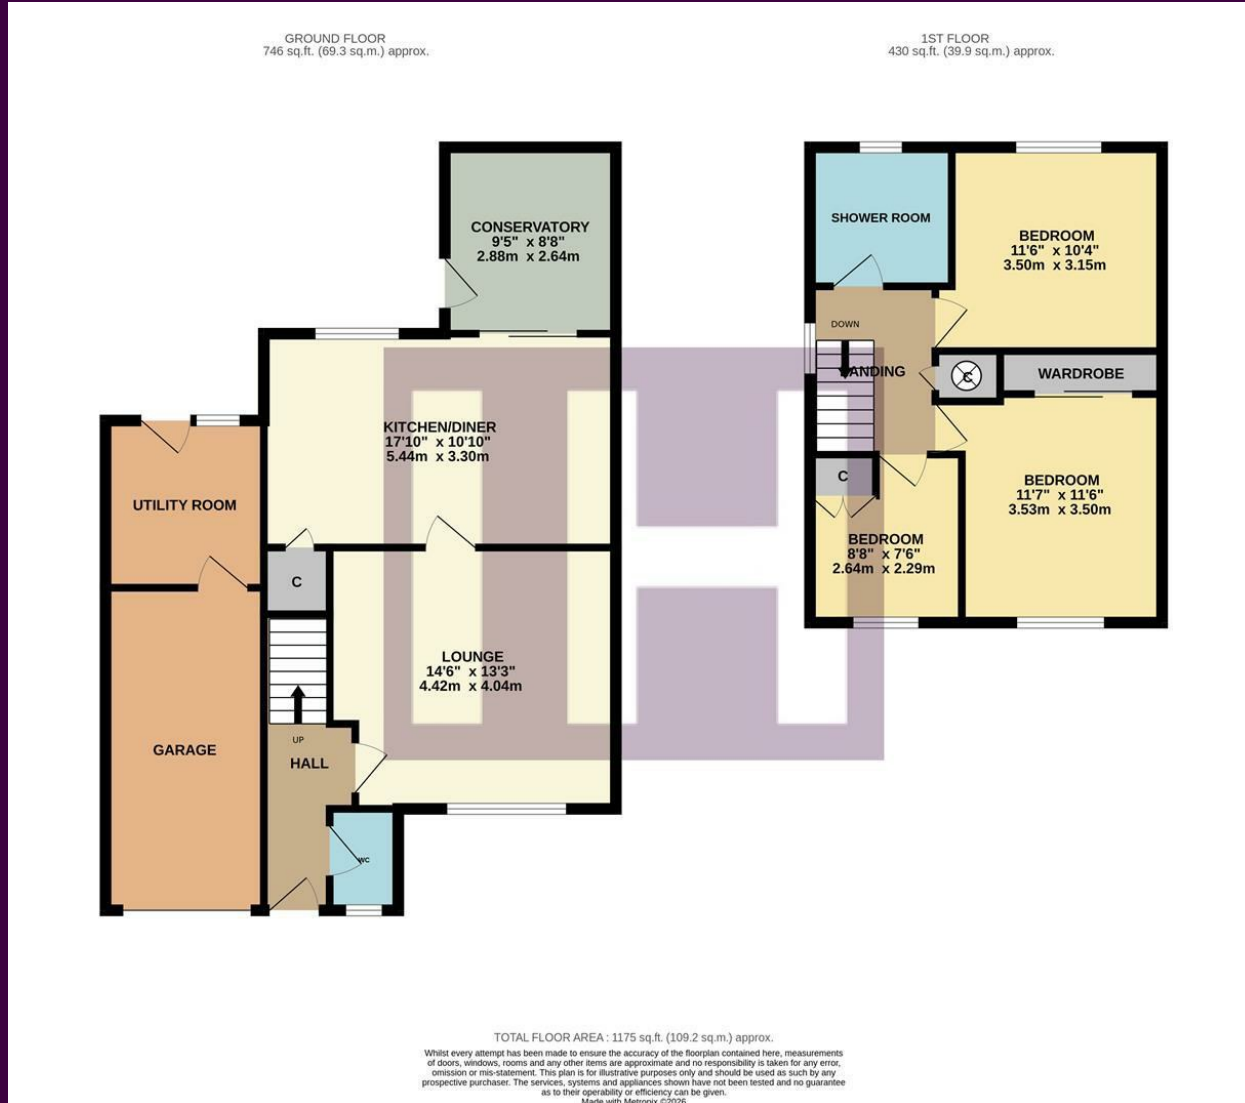 GROUND FLOOR
746 sq.ft. (69.3 sq.m.) approx.
1ST FLOOR
430 sq.ft. (39.9 sq.m.) approx.
CONSERVATORY
9'5" x 8'8"
2.88m x 2.64m
KITCHEN/DINER
17'10" x 10'10"
5.44m x 3.30m
UTILITY ROOM
C
LOUNGE
14'6" x 13'3"
4.42m x 4.04m
GARAGE
UP
HALL
WC
SHOWER ROOM
BEDROOM
11'6" x 10'4"
3.50m x 3.15m
DOWN
LANDING
C
WARDROBE
C
BEDROOM
11'7" x 11'6"
3.53m x 3.50m
BEDROOM
8'8" x 7'6"
2.64m x 2.29m
TOTAL FLOOR AREA : 1175 sq.ft. (109.2 sq.m.) approx.
Whilst every attempt has been made to ensure the accuracy of the floorplan contained here, measurements
of doors, windows, rooms and any other items are approximate and no responsibility is taken for any error,
omission or mis-statement. This plan is for illustrative purposes only and should be used as such by any
prospective purchaser. The services, systems and appliances shown have not been tested and no guarantee
as to their operability or efficiency can be given.
Made with Metropix ©2026